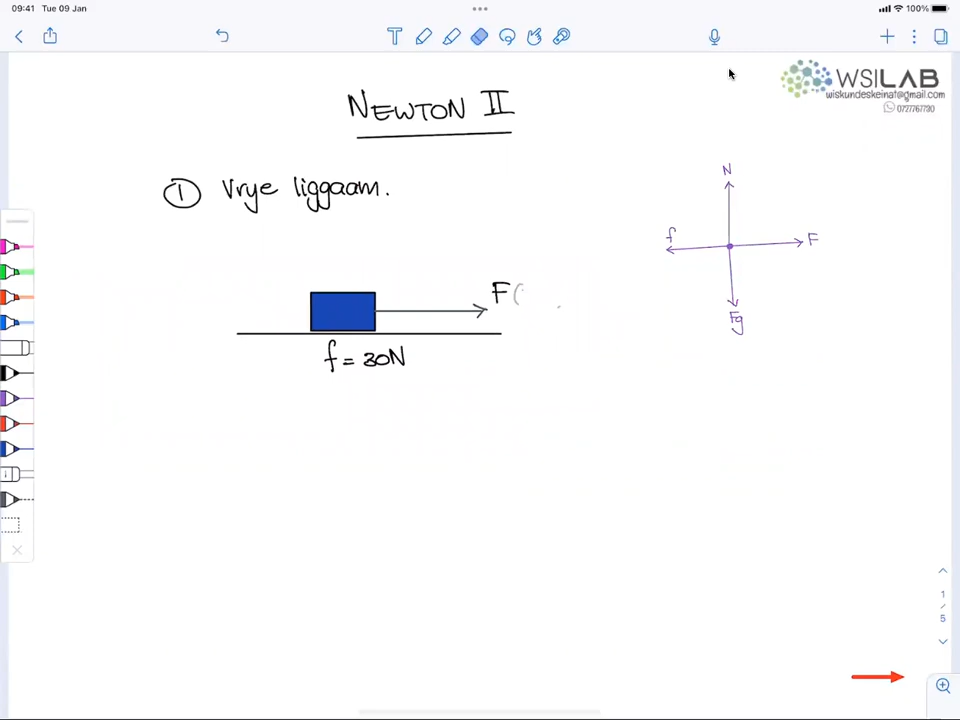 09:41 Tue 09 Jan
100%
WSILAB
wiskundeskeinat@gmail.com
0727767730
NEWTON II
① Vrye liggaam.
N
f
F
Fg
F(
f = 30N
1
/
5